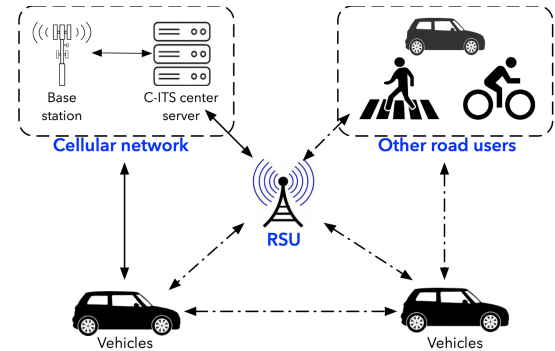 Base
station
C-ITS center
server
Cellular network
Other road users
RSU
Vehicles
Vehicles